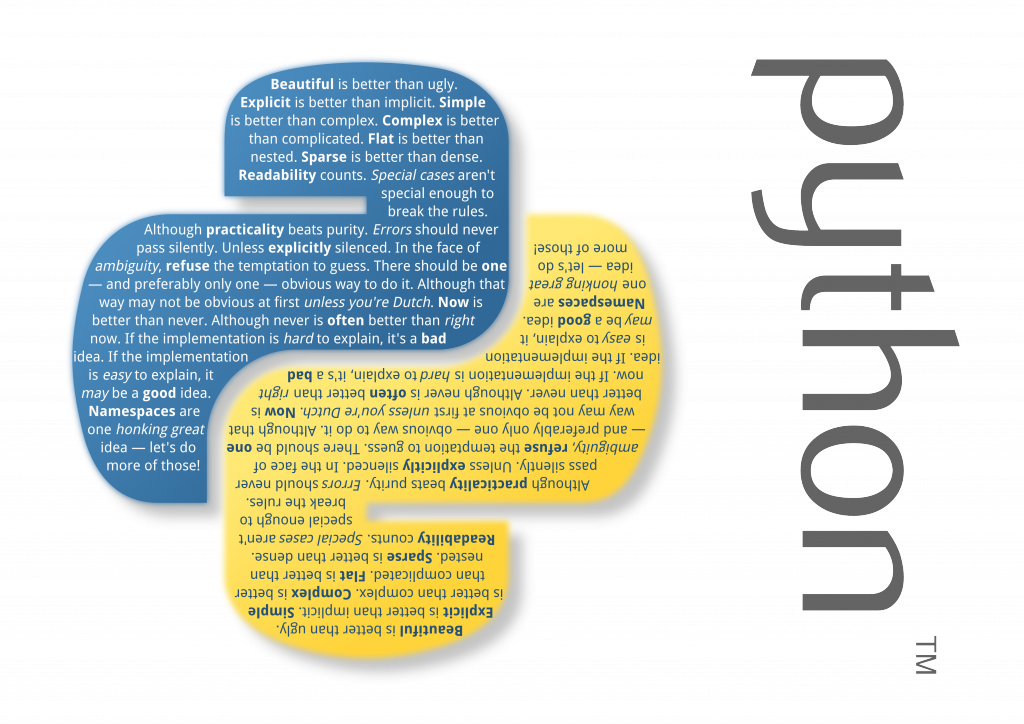 Beautiful is better than ugly.
Explicit is better than implicit. Simple
is better than complex. Complex is better
than complicated. Flat is better than
nested. Sparse is better than dense.
Readability counts. Special cases aren't
special enough to
break the rules.
Although practicality beats purity. Errors should never
pass silently. Unless explicitly silenced. In the face of
ambiguity, refuse the temptation to guess. There should be one
— and preferably only one — obvious way to do it. Although that
way may not be obvious at first unless you're Dutch. Now is
better than never. Although never is often better than right
now. If the implementation is hard to explain, it's a bad
idea. If the implementation
is easy to explain, it
may be a good idea.
Namespaces are
one honking great
idea — let's do
more of those!
Beautiful is better than ugly.
Explicit is better than implicit. Simple
is better than complex. Complex is better
than complicated. Flat is better than
nested. Sparse is better than dense.
Readability counts. Special cases aren't
special enough to
break the rules.
Although practicality beats purity. Errors should never
pass silently. Unless explicitly silenced. In the face of
ambiguity, refuse the temptation to guess. There should be one
— and preferably only one — obvious way to do it. Although that
way may not be obvious at first unless you're Dutch. Now is
better than never. Although never is often better than right
now. If the implementation is hard to explain, it's a bad
idea. If the implementation
is easy to explain, it
may be a good idea.
Namespaces are
one honking great
idea — let's do
more of those!
python
TM